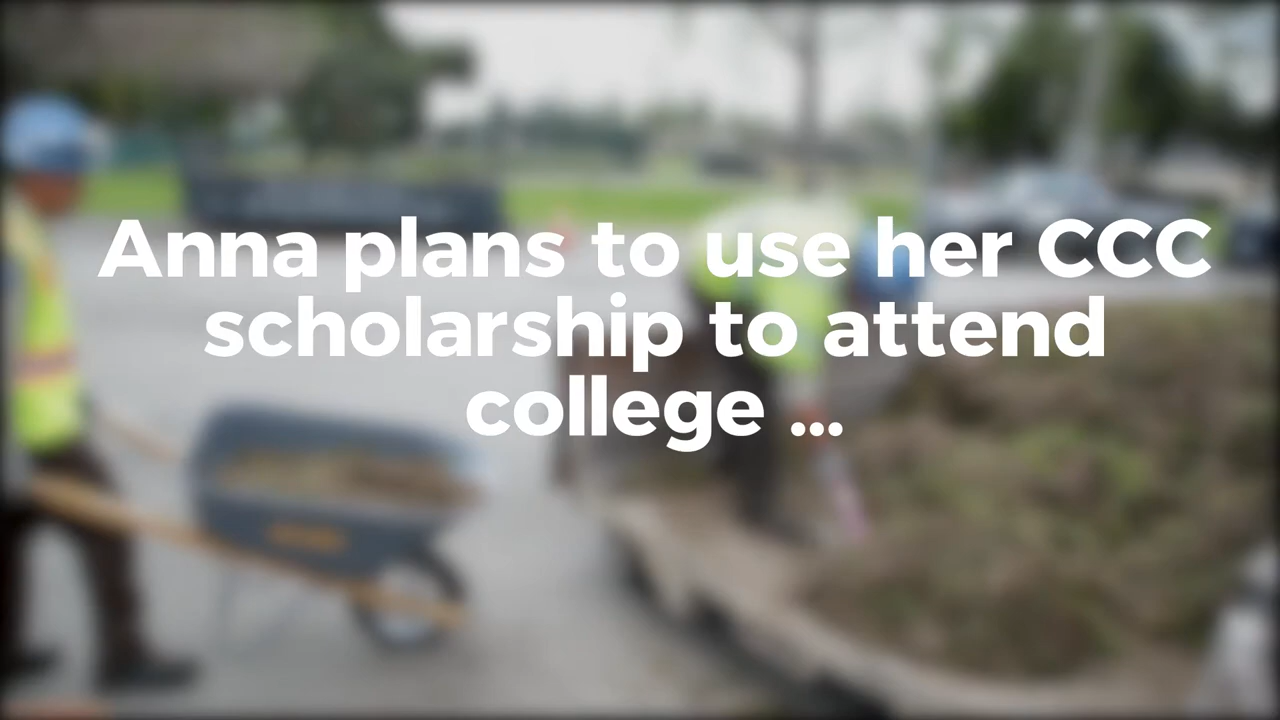 Anna plans to use her CCC
scholarship to attend
college ...